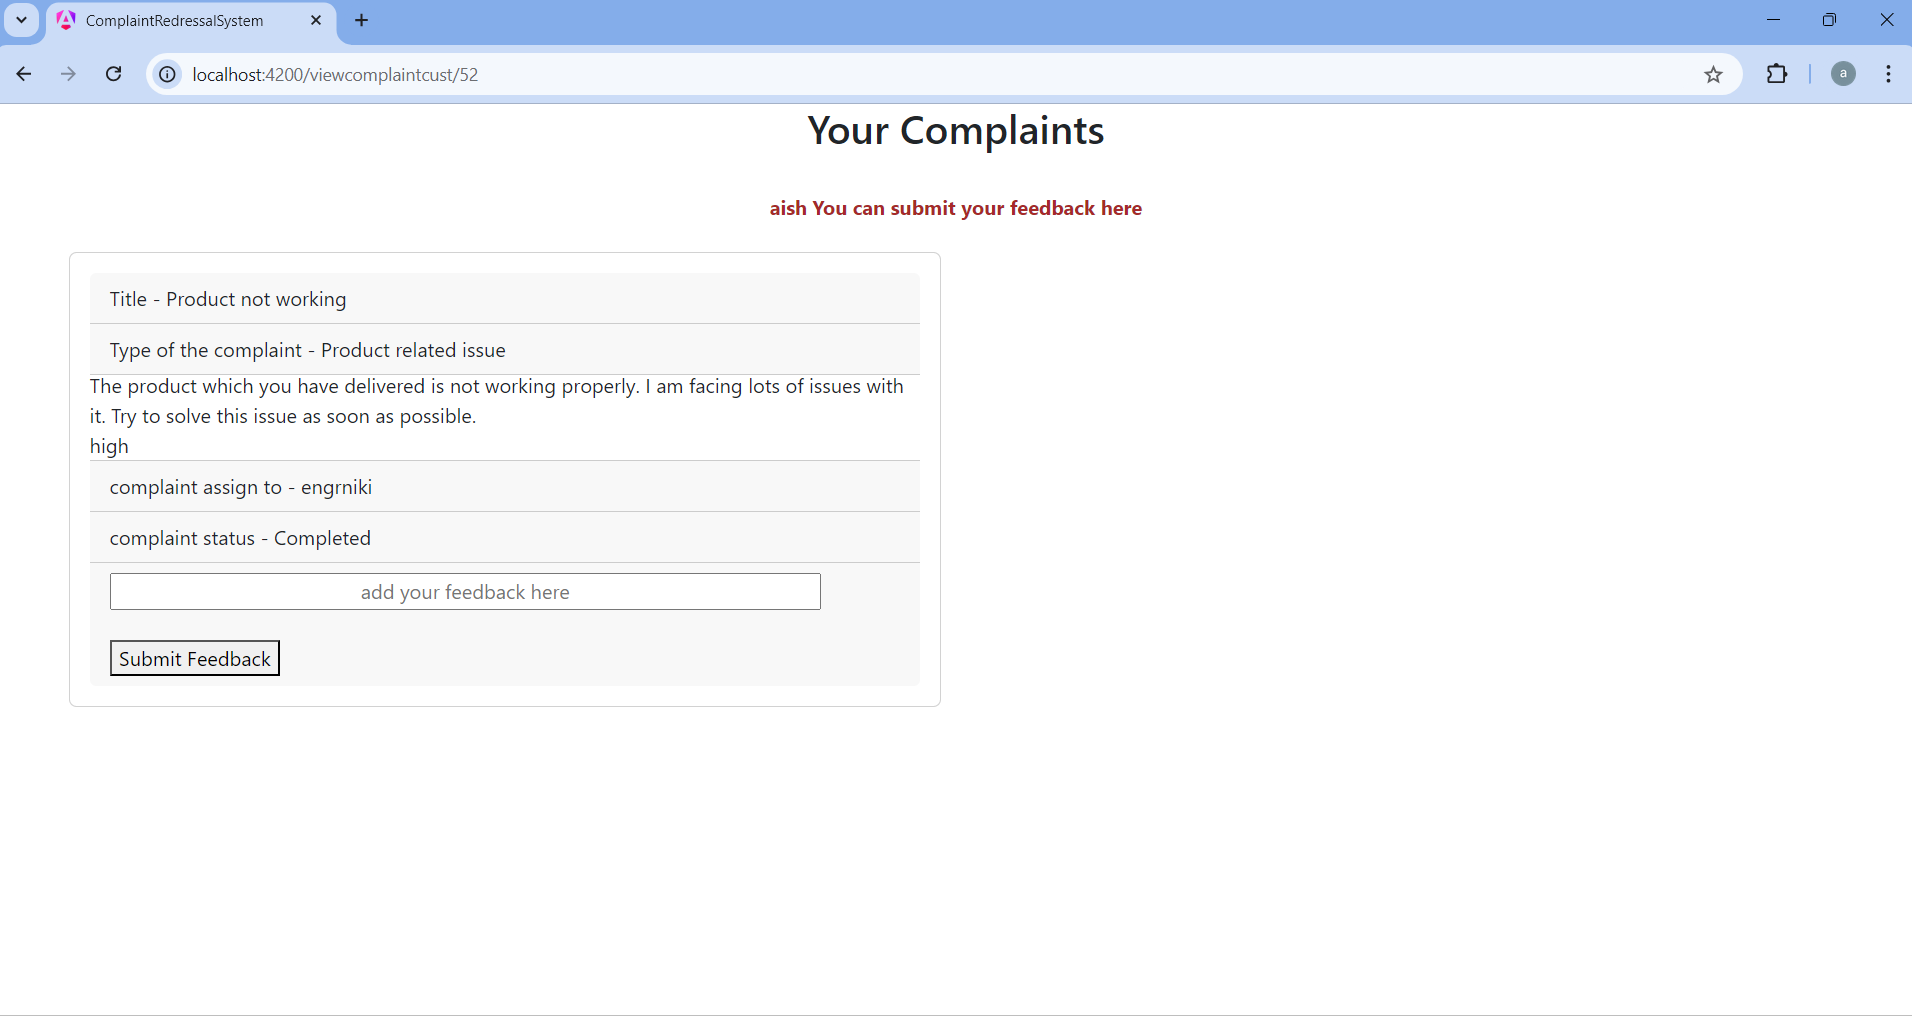 ComplaintRedressalSystem
localhost:4200/viewcomplaintcust/52
a
Your Complaints
aish You can submit your feedback here
Title - Product not working
Type of the complaint - Product related issue
The product which you have delivered is not working properly. I am facing lots of issues with
it. Try to solve this issue as soon as possible.
high
complaint assign to - engrniki
complaint status - Completed
add your feedback here
Submit Feedback